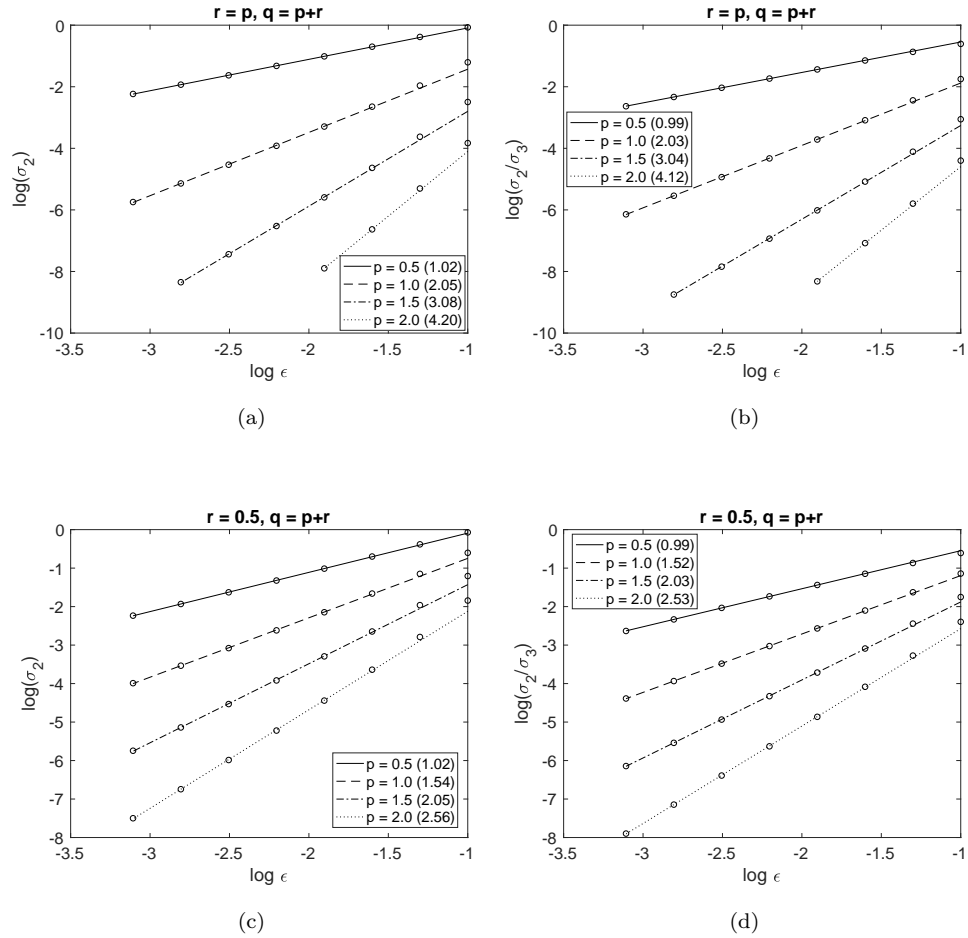 r = p, q = p+r
0
-2
-4
-6
-8
-10
log(σ₂)
p = 0.5 (1.02)
p = 1.0 (2.05)
p = 1.5 (3.08)
p = 2.0 (4.20)
-3.5 -3 -2.5 -2 -1.5 -1
log ϵ
(a)
r = p, q = p+r
0
-2
-4
-6
-8
-10
log(σ₂/σ₃)
p = 0.5 (0.99)
p = 1.0 (2.03)
p = 1.5 (3.04)
p = 2.0 (4.12)
-3.5 -3 -2.5 -2 -1.5 -1
log ϵ
(b)
r = 0.5, q = p+r
0
-1
-2
-3
-4
-5
-6
-7
-8
log(σ₂)
p = 0.5 (1.02)
p = 1.0 (1.54)
p = 1.5 (2.05)
p = 2.0 (2.56)
-3.5 -3 -2.5 -2 -1.5 -1
log ϵ
(c)
r = 0.5, q = p+r
0
-1
-2
-3
-4
-5
-6
-7
-8
log(σ₂/σ₃)
p = 0.5 (0.99)
p = 1.0 (1.52)
p = 1.5 (2.03)
p = 2.0 (2.53)
-3.5 -3 -2.5 -2 -1.5 -1
log ϵ
(d)